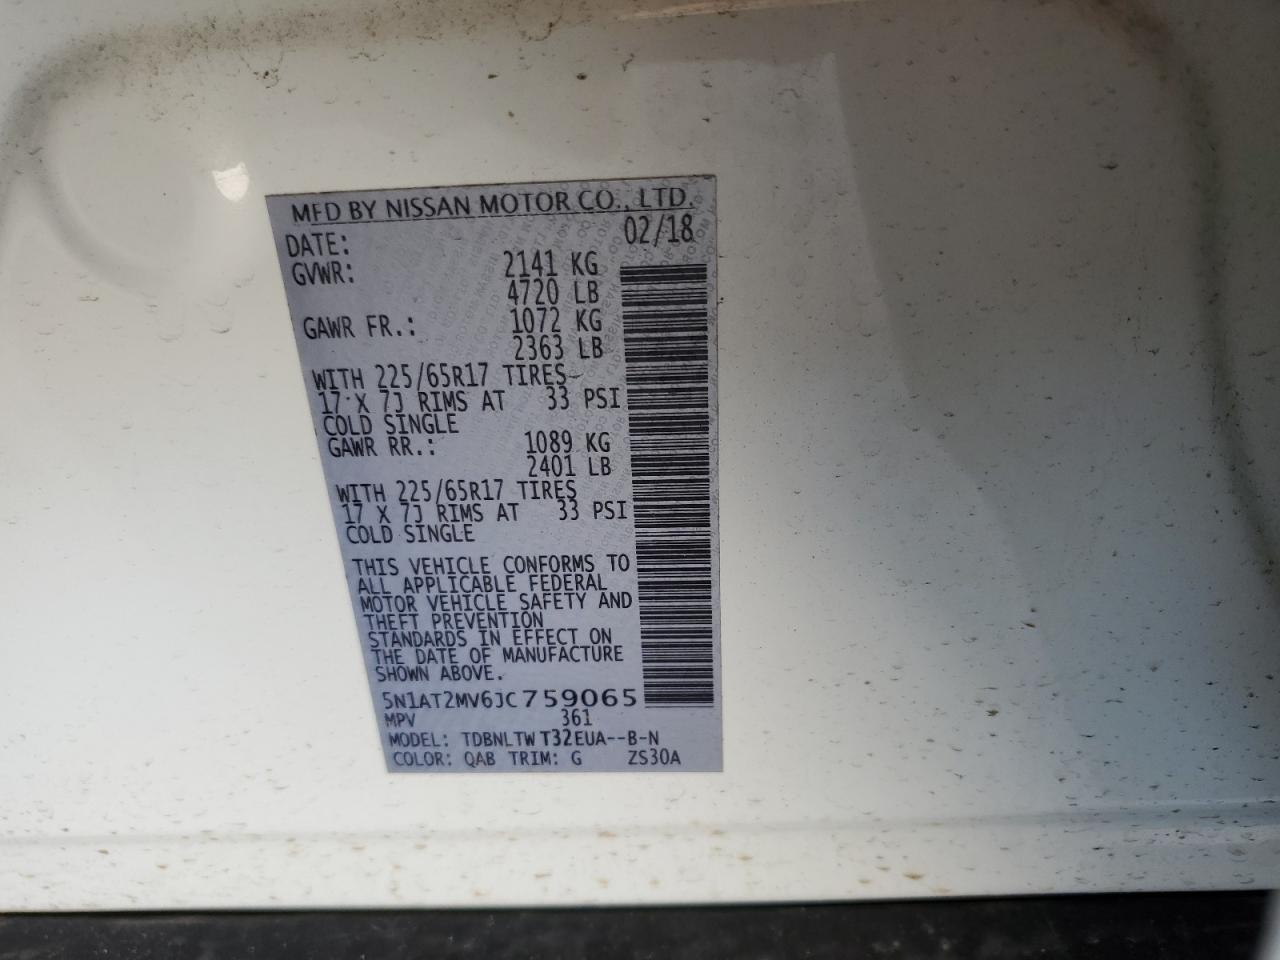 MFD BY NISSAN MOTOR CO., LTD.
DATE: 02/18
GVWR: 2141 KG
4720 LB
GAWR FR.: 1072 KG
2363 LB
WITH 225/65R17 TIRES
17 X 7J RIMS AT 33 PSI
COLD SINGLE
GAWR RR.: 1089 KG
2401 LB
WITH 225/65R17 TIRES
17 X 7J RIMS AT 33 PSI
COLD SINGLE
THIS VEHICLE CONFORMS TO
ALL APPLICABLE FEDERAL
MOTOR VEHICLE SAFETY AND
THEFT PREVENTION
STANDARDS IN EFFECT ON
THE DATE OF MANUFACTURE
SHOWN ABOVE.
5N1AT2MV6JC759065
MPV 361
MODEL: TDBNLTW T32EUA--B-N
COLOR: QAB TRIM: G ZS30A